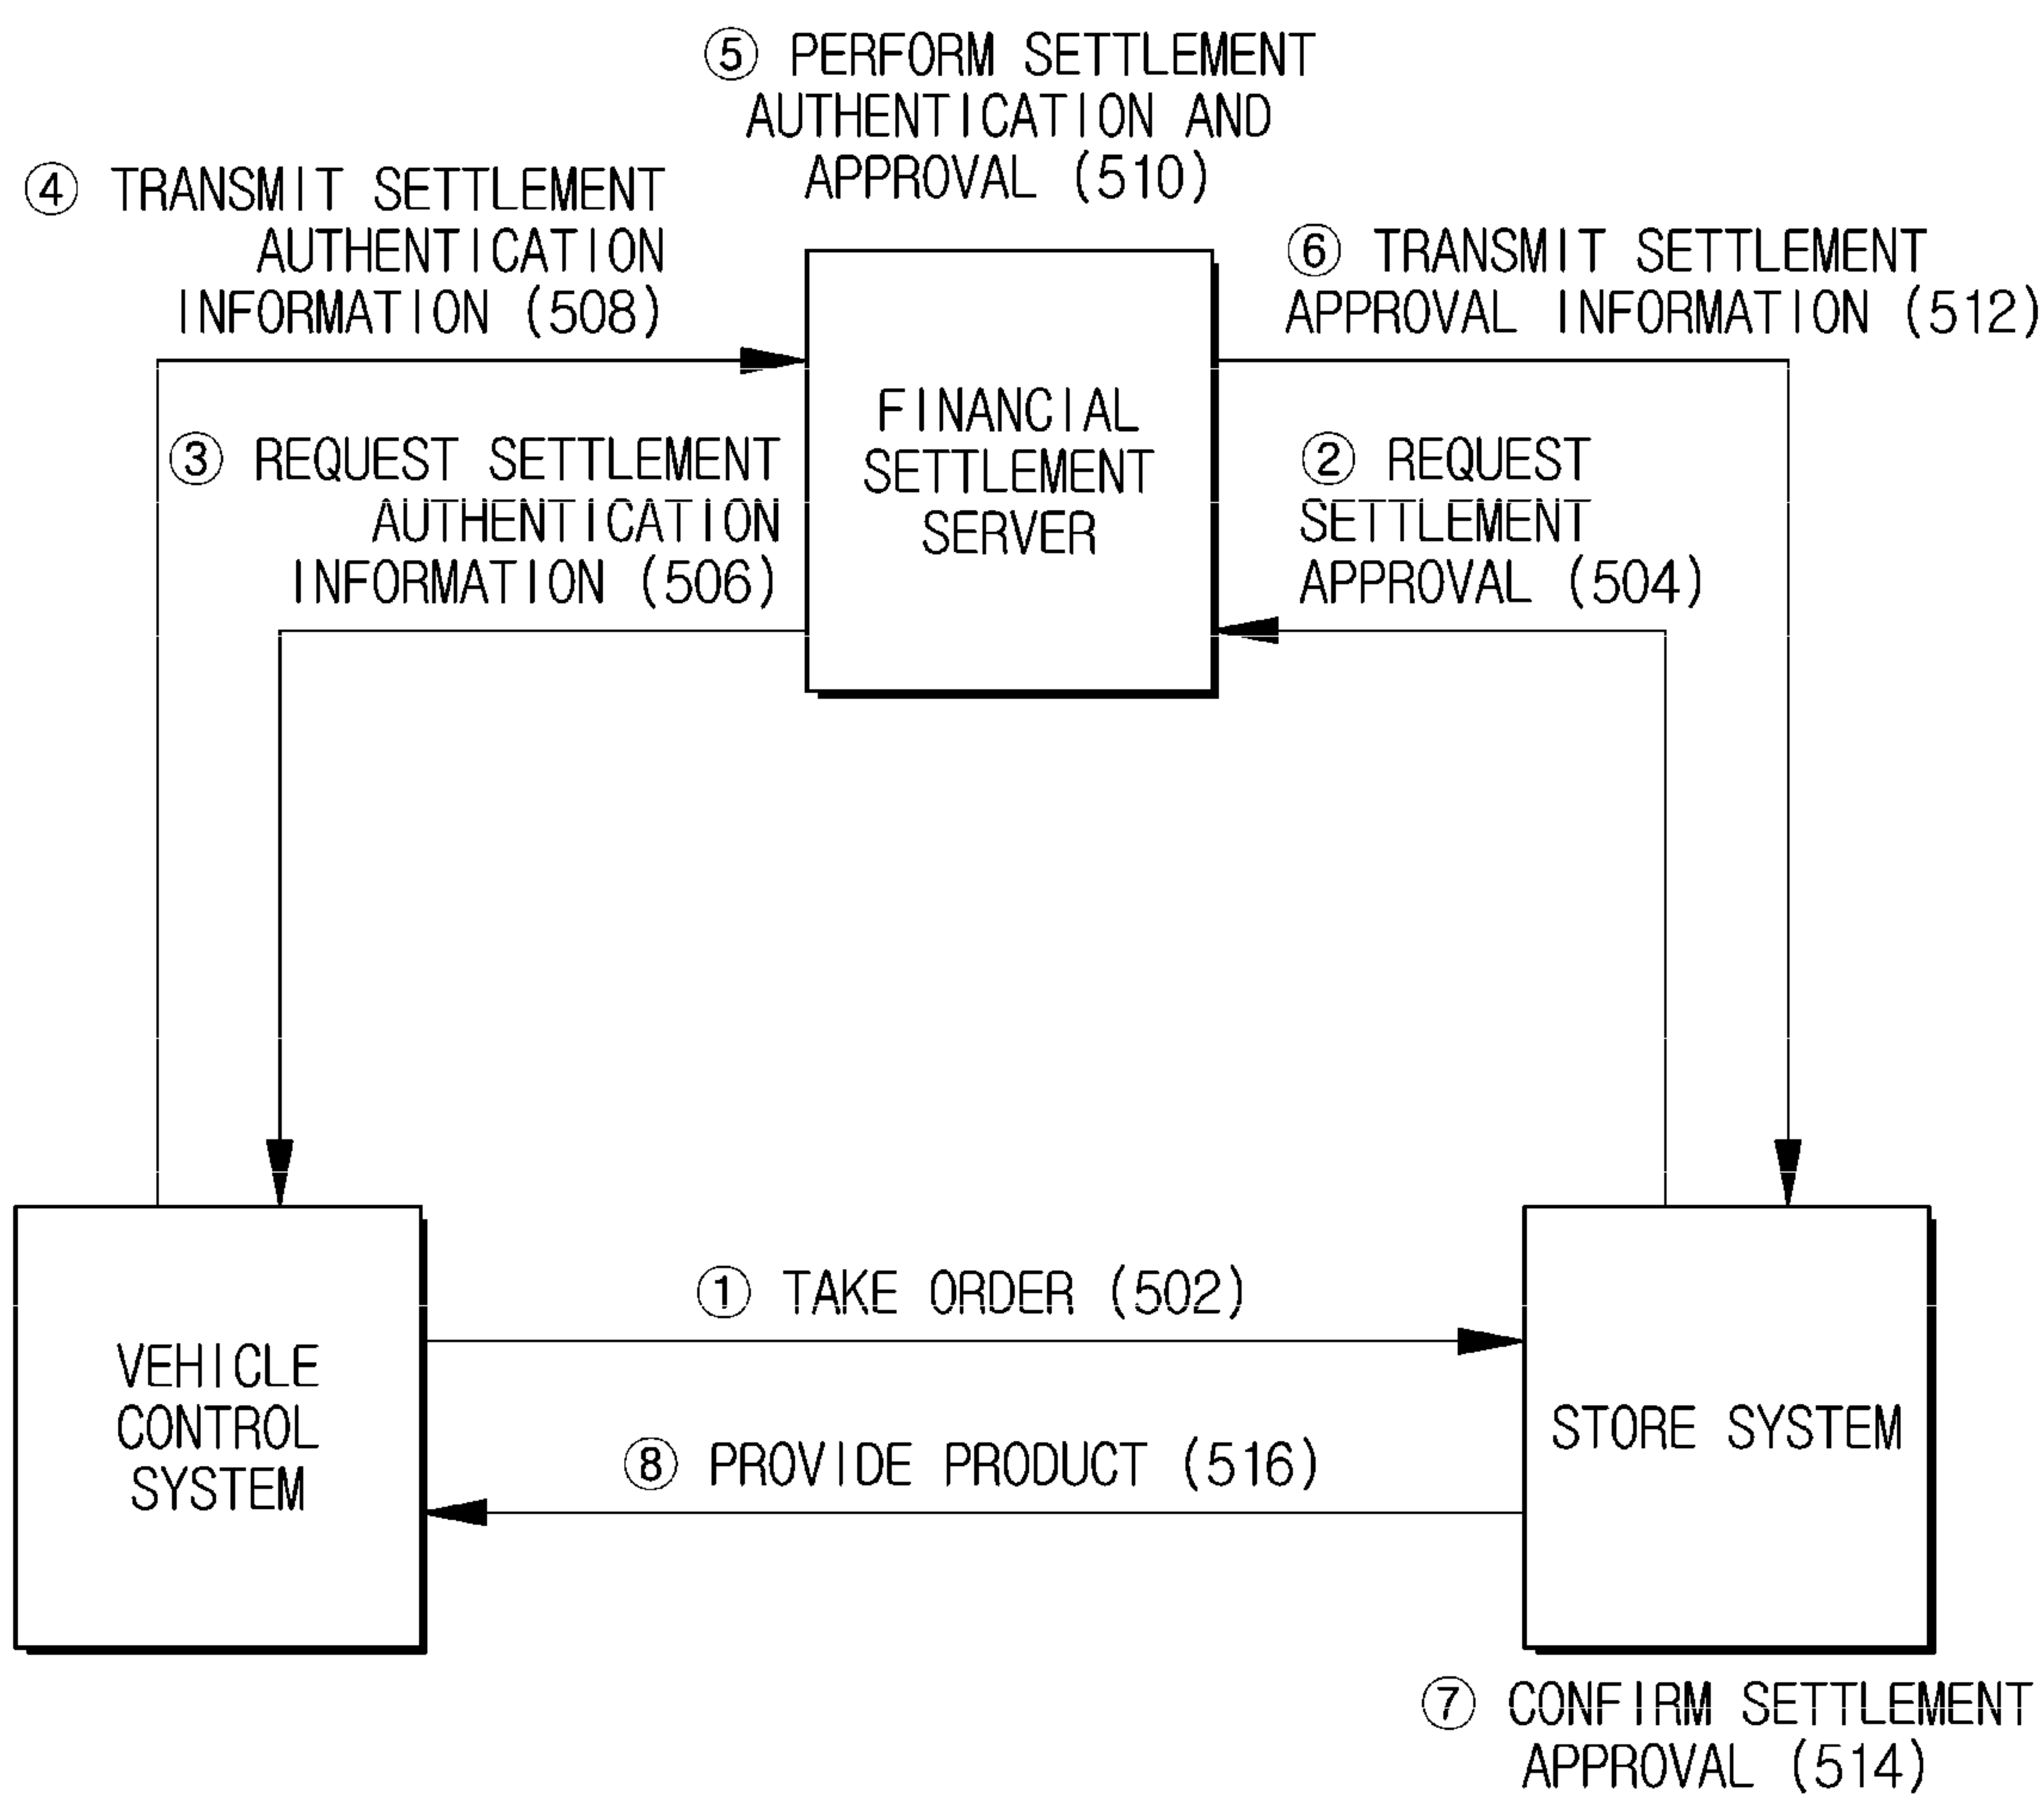 ⑤ PERFORM SETTLEMENT
AUTHENTICATION AND
APPROVAL (510)
④ TRANSMIT SETTLEMENT
AUTHENTICATION
INFORMATION (508)
⑥ TRANSMIT SETTLEMENT
APPROVAL INFORMATION (512)
FINANCIAL
SETTLEMENT
SERVER
③ REQUEST SETTLEMENT
AUTHENTICATION
INFORMATION (506)
② REQUEST
SETTLEMENT
APPROVAL (504)
① TAKE ORDER (502)
VEHICLE
CONTROL
SYSTEM
STORE SYSTEM
⑧ PROVIDE PRODUCT (516)
⑦ CONFIRM SETTLEMENT
APPROVAL (514)